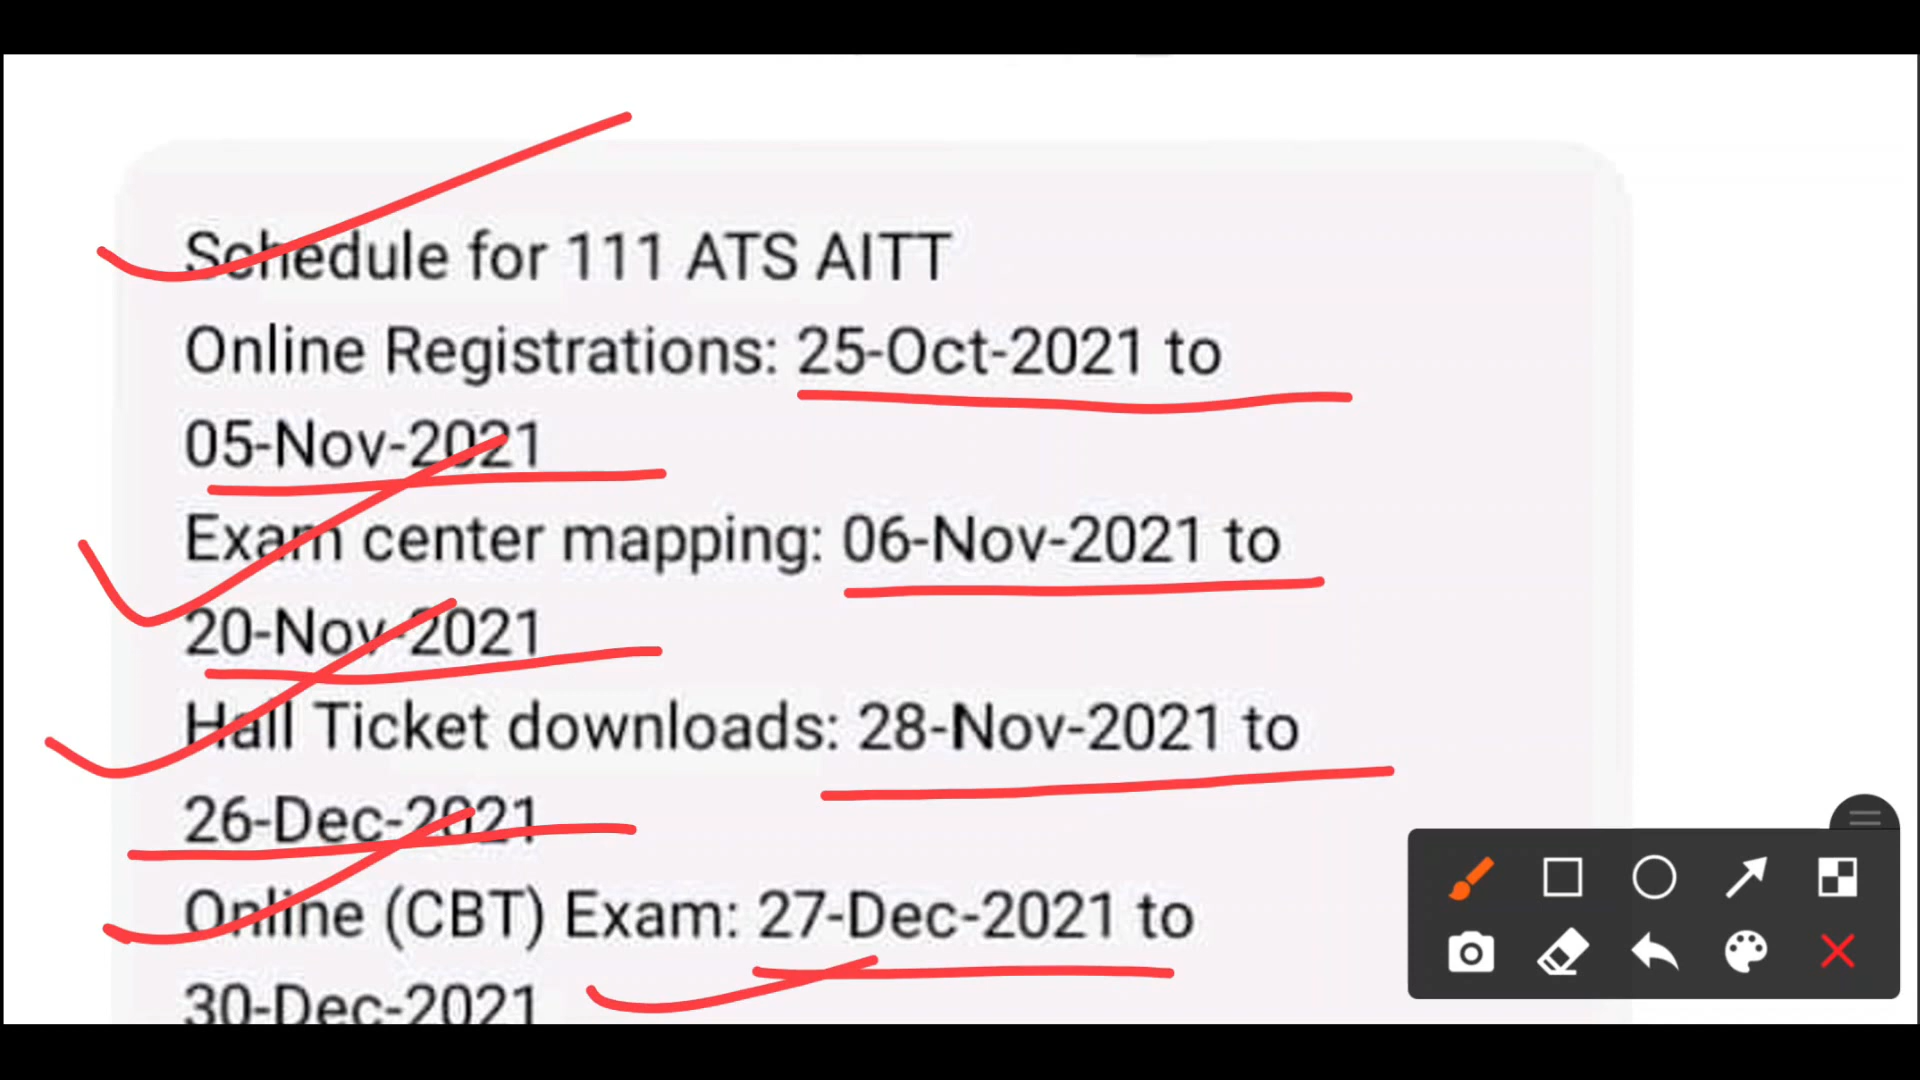 Schedule for 111 ATS AITT
Online Registrations: 25-Oct-2021 to
05-Nov-2021
Exam center mapping: 06-Nov-2021 to
20-Nov-2021
Hall Ticket downloads: 28-Nov-2021 to
26-Dec-2021
Online (CBT) Exam: 27-Dec-2021 to
30-Dec-2021